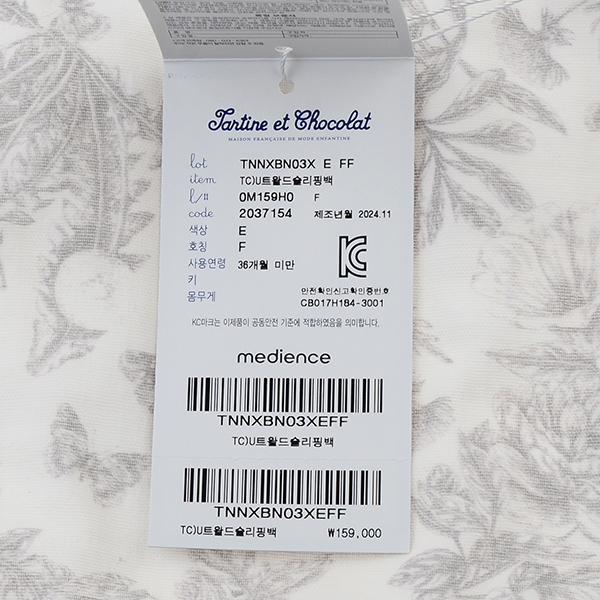 Tartine et Chocolat
MAISON FRANÇAISE DE MODE ENFANTINE
lot TNNXBN03X E FF
item TC)U트왈드슬리핑백
l/# 0M159H0 F
code 2037154 제조년월 2024.11
색상 E
호칭 F
사용연령 36개월 미만
키
몸무게
안전확인신고확인증번호
CB017H184-3001
KC마크는 이제품이 공동안전 기준에 적합하였음을 의미합니다.
medience
TNNXBN03XEFF
TC)U트왈드슬리핑백
TNNXBN03XEFF
TC)U트왈드슬리핑백 ₩159,000